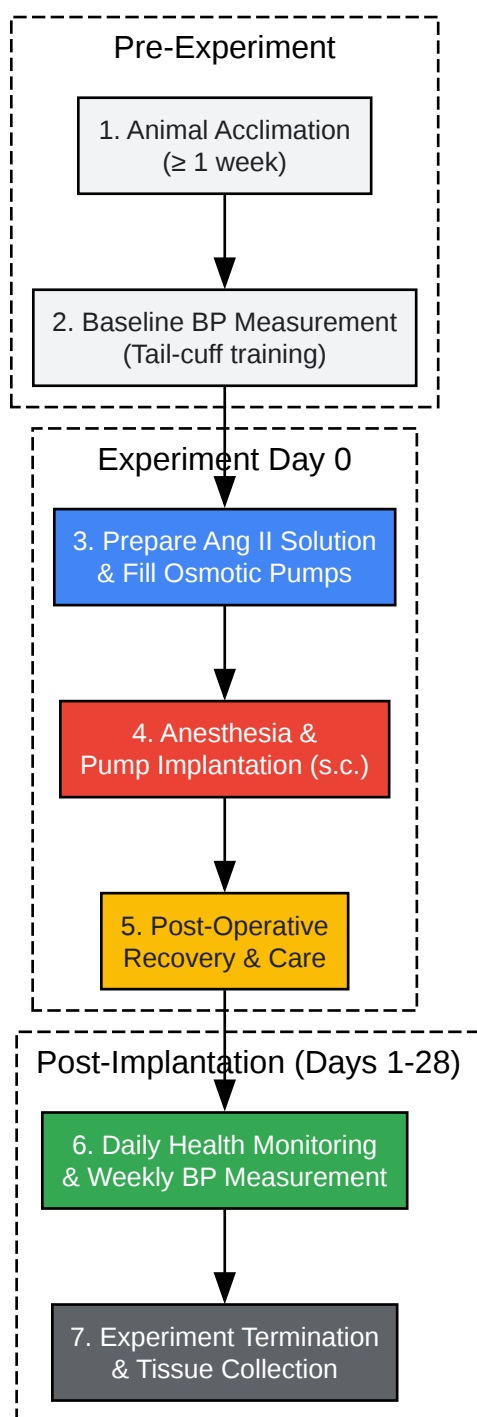 Pre-Experiment
1. Animal Acclimation
(≥ 1 week)
2. Baseline BP Measurement
(Tail-cuff training)
Experiment Day 0
3. Prepare Ang II Solution
& Fill Osmotic Pumps
4. Anesthesia &
Pump Implantation (s.c.)
5. Post-Operative
Recovery & Care
Post-Implantation (Days 1-28)
6. Daily Health Monitoring
& Weekly BP Measurement
7. Experiment Termination
& Tissue Collection